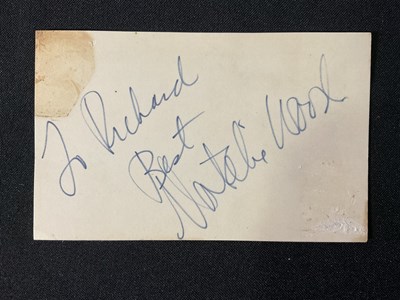 To Richard
Best
Natalie Wood